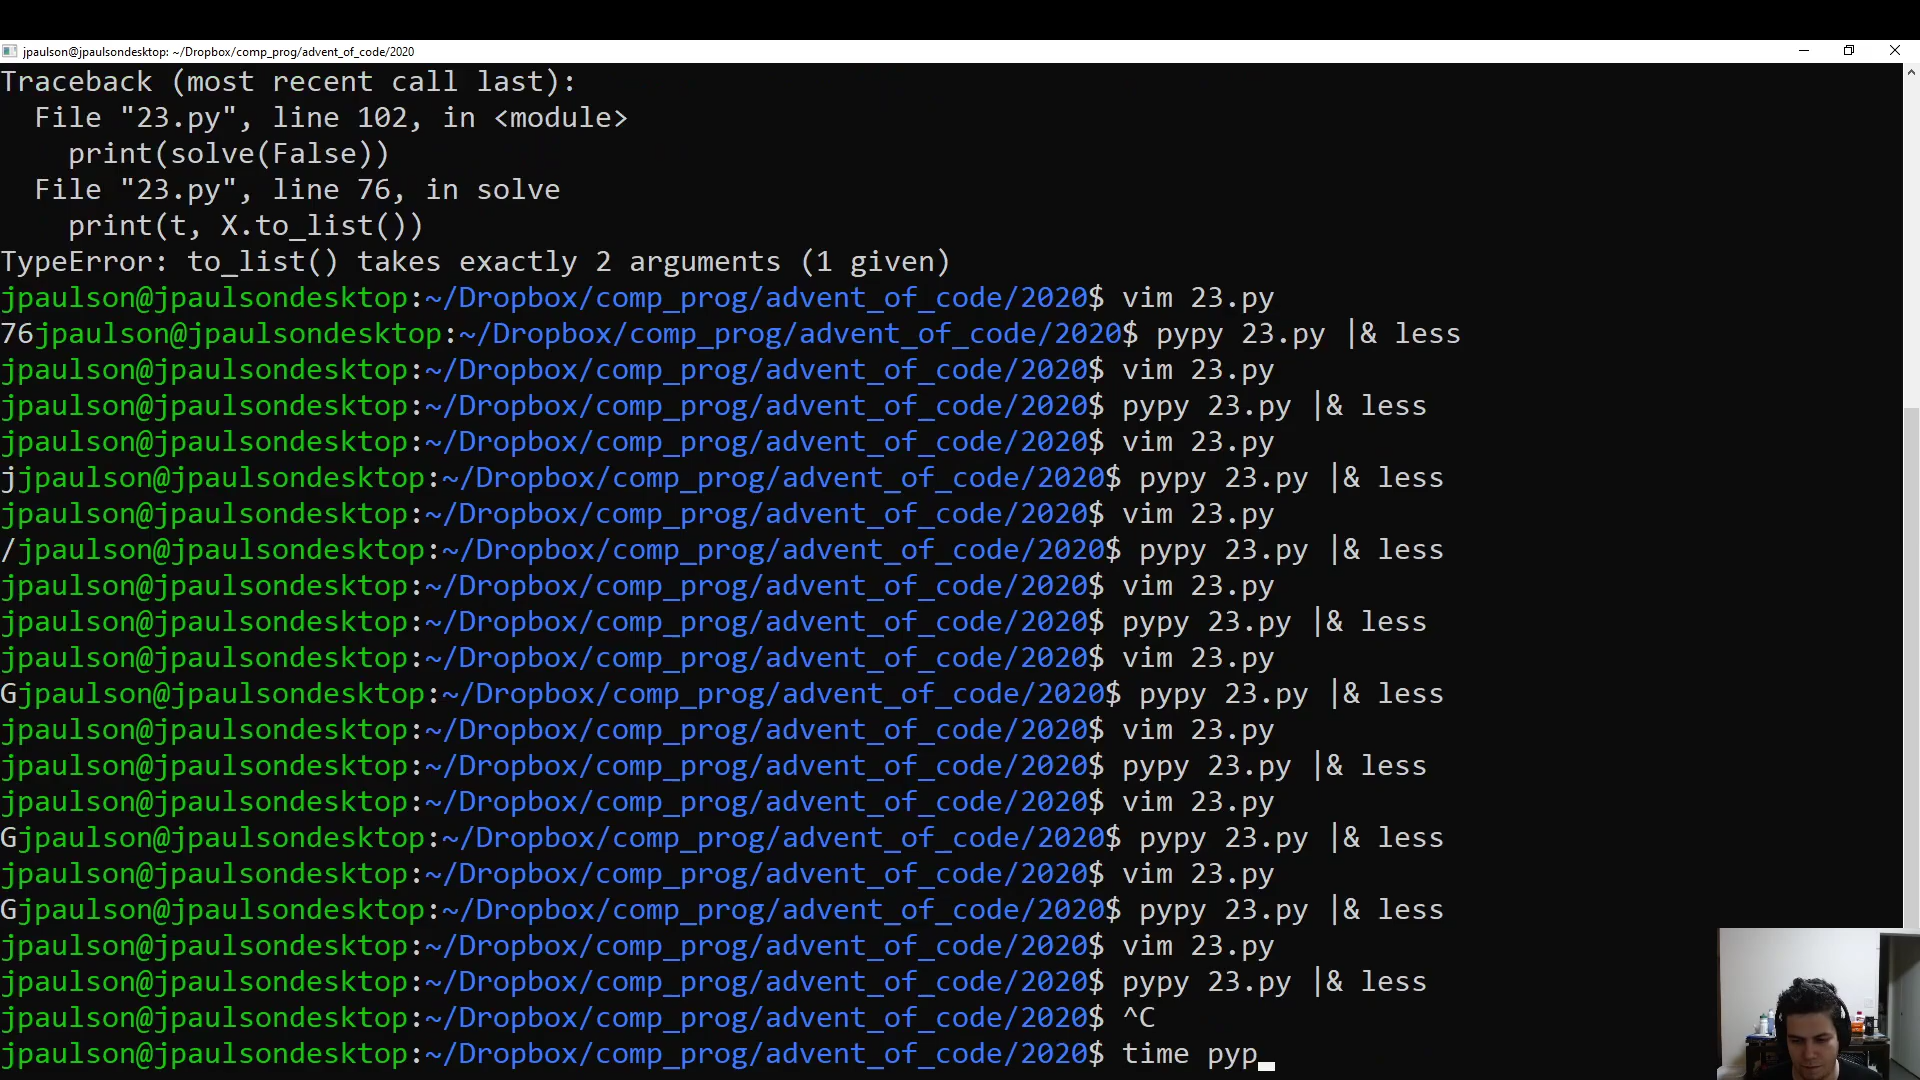 jpaulson@jpaulsondesktop: ~/Dropbox/comp_prog/advent_of_code/2020
Traceback (most recent call last):
  File "23.py", line 102, in <module>
    print(solve(False))
  File "23.py", line 76, in solve
    print(t, X.to_list())
TypeError: to_list() takes exactly 2 arguments (1 given)
jpaulson@jpaulsondesktop:~/Dropbox/comp_prog/advent_of_code/2020$ vim 23.py
76jpaulson@jpaulsondesktop:~/Dropbox/comp_prog/advent_of_code/2020$ pypy 23.py |& less
jpaulson@jpaulsondesktop:~/Dropbox/comp_prog/advent_of_code/2020$ vim 23.py
jpaulson@jpaulsondesktop:~/Dropbox/comp_prog/advent_of_code/2020$ pypy 23.py |& less
jpaulson@jpaulsondesktop:~/Dropbox/comp_prog/advent_of_code/2020$ vim 23.py
jjpaulson@jpaulsondesktop:~/Dropbox/comp_prog/advent_of_code/2020$ pypy 23.py |& less
jpaulson@jpaulsondesktop:~/Dropbox/comp_prog/advent_of_code/2020$ vim 23.py
/jpaulson@jpaulsondesktop:~/Dropbox/comp_prog/advent_of_code/2020$ pypy 23.py |& less
jpaulson@jpaulsondesktop:~/Dropbox/comp_prog/advent_of_code/2020$ vim 23.py
jpaulson@jpaulsondesktop:~/Dropbox/comp_prog/advent_of_code/2020$ pypy 23.py |& less
jpaulson@jpaulsondesktop:~/Dropbox/comp_prog/advent_of_code/2020$ vim 23.py
Gjpaulson@jpaulsondesktop:~/Dropbox/comp_prog/advent_of_code/2020$ pypy 23.py |& less
jpaulson@jpaulsondesktop:~/Dropbox/comp_prog/advent_of_code/2020$ vim 23.py
jpaulson@jpaulsondesktop:~/Dropbox/comp_prog/advent_of_code/2020$ pypy 23.py |& less
jpaulson@jpaulsondesktop:~/Dropbox/comp_prog/advent_of_code/2020$ vim 23.py
Gjpaulson@jpaulsondesktop:~/Dropbox/comp_prog/advent_of_code/2020$ pypy 23.py |& less
jpaulson@jpaulsondesktop:~/Dropbox/comp_prog/advent_of_code/2020$ vim 23.py
Gjpaulson@jpaulsondesktop:~/Dropbox/comp_prog/advent_of_code/2020$ pypy 23.py |& less
jpaulson@jpaulsondesktop:~/Dropbox/comp_prog/advent_of_code/2020$ vim 23.py
jpaulson@jpaulsondesktop:~/Dropbox/comp_prog/advent_of_code/2020$ pypy 23.py |& less
jpaulson@jpaulsondesktop:~/Dropbox/comp_prog/advent_of_code/2020$ ^C
jpaulson@jpaulsondesktop:~/Dropbox/comp_prog/advent_of_code/2020$ time pyp